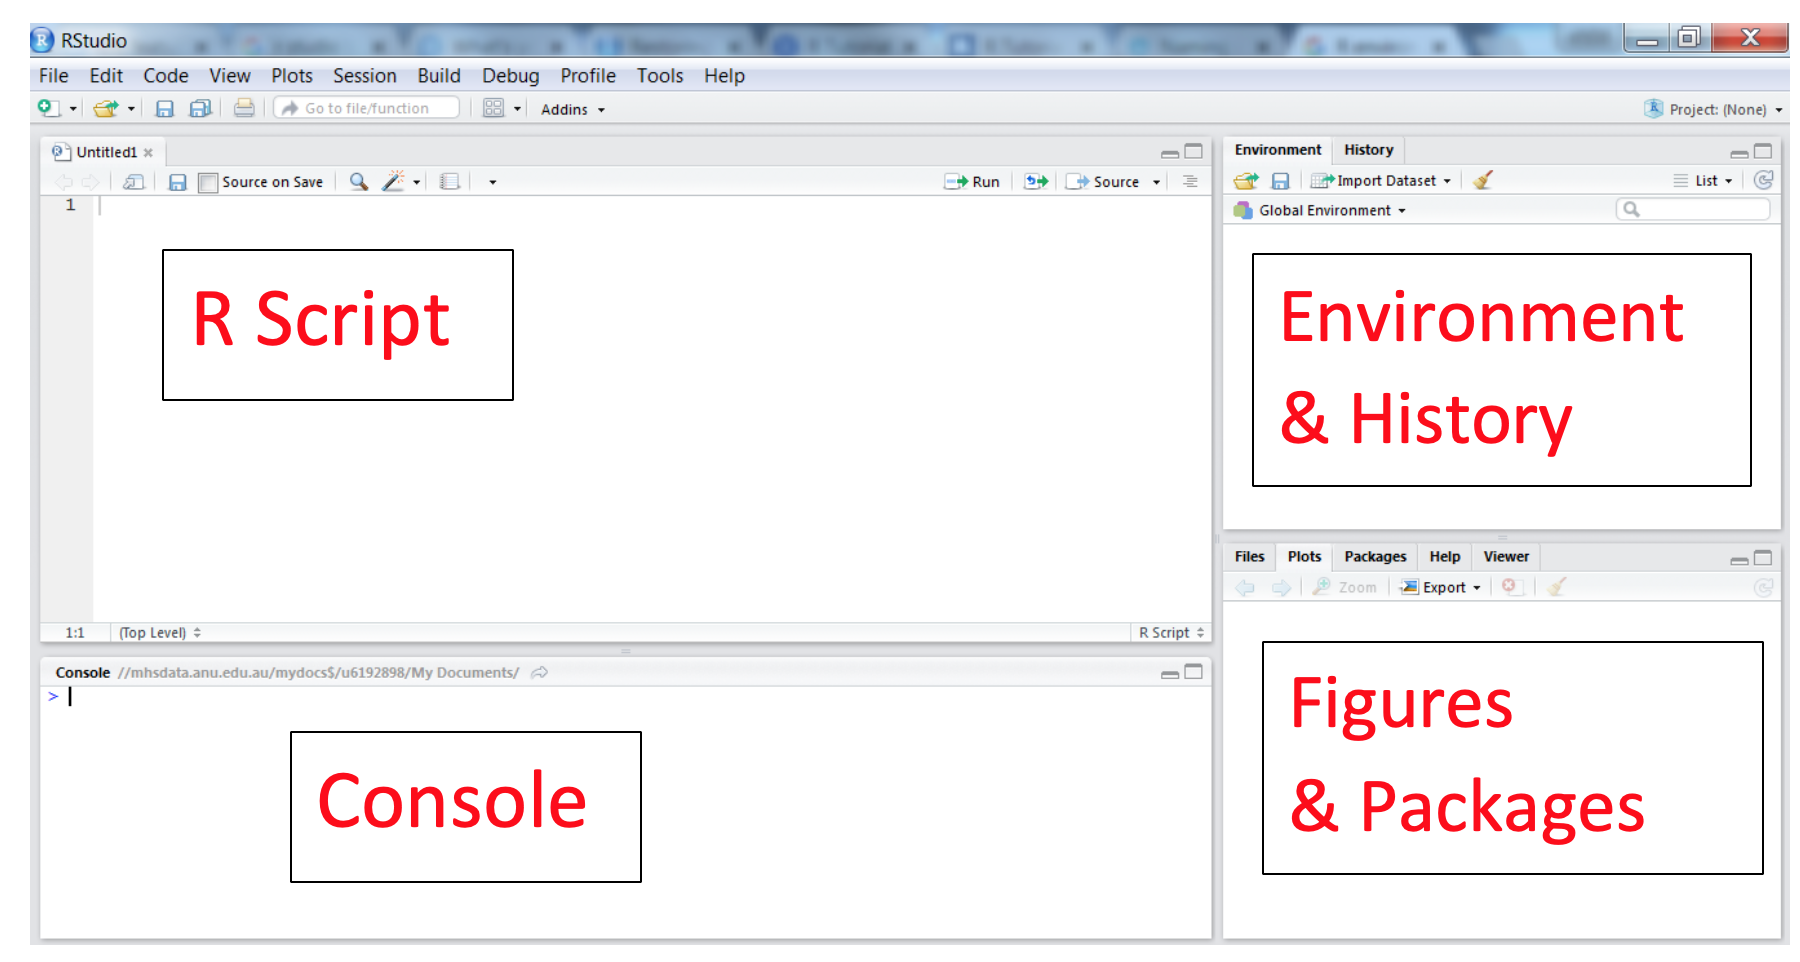 RStudio
File Edit Code View Plots Session Build Debug Profile Tools Help
Go to file/function Addins Project: (None)
Untitled1
Source on Save Run Source
1
R Script
1:1 (Top Level) R Script
Console //mhsdata.anu.edu.au/mydocs$/u6192898/My Documents/
>
Console
Environment History
Import Dataset List
Global Environment
Environment
& History
Files Plots Packages Help Viewer
Zoom Export
Figures
& Packages